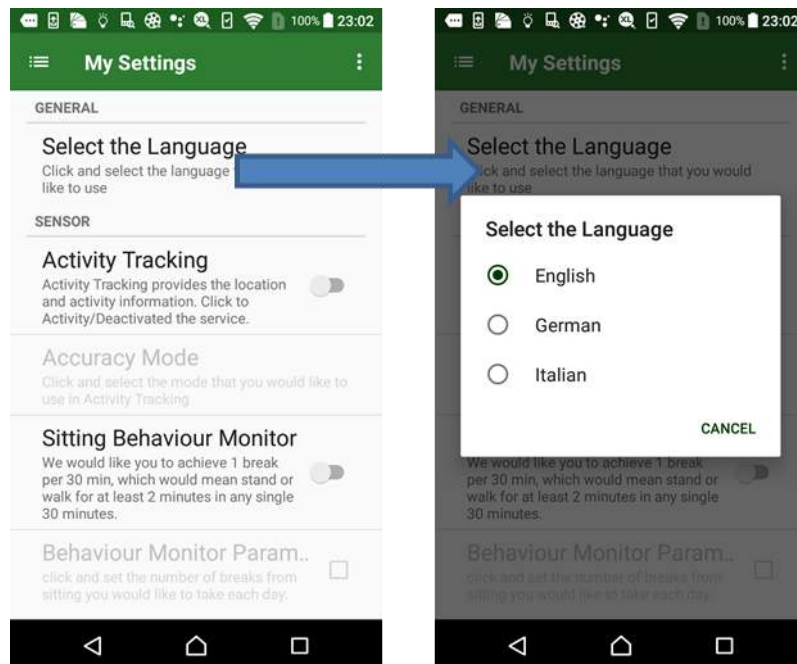 100% 23:02
My Settings
GENERAL
Select the Language
Click and select the language
like to use
SENSOR
Activity Tracking
Activity Tracking provides the location
and activity information. Click to
Activity/Deactivated the service.
Accuracy Mode
Click and select the mode that you would like to
use in Activity Tracking
Sitting Behaviour Monitor
We would like you to achieve 1 break
per 30 min, which would mean stand or
walk for at least 2 minutes in any single
30 minutes.
Behaviour Monitor Param..
click and set the number of breaks from
sitting you would like to take each day.
100% 23:02
My Settings
GENERAL
Select the Language
and select the language that you would
like to use
Select the Language
English
German
Italian
CANCEL
We would like you to achieve 1 break
per 30 min, which would mean stand or
walk for at least 2 minutes in any single
30 minutes.
Behaviour Monitor Param..
click and set the number of breaks from
sitting you would like to take each day.